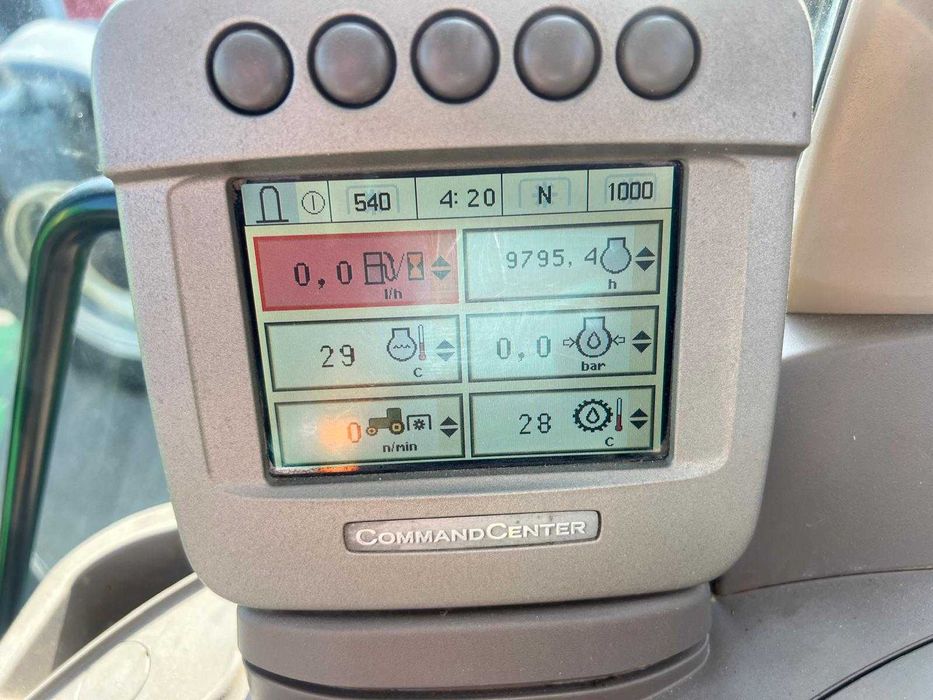 540 4:20 N 1000
0,0 l/h
9795,4 h
29 C
0,0 bar
0 n/min
28 C
COMMANDCENTER